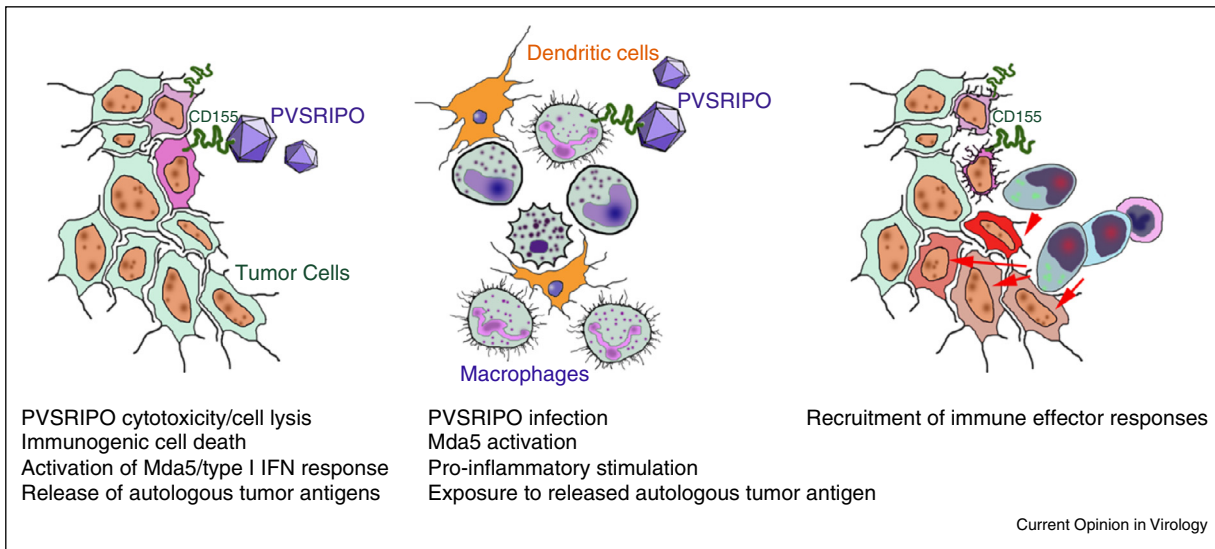 Dendritic cells
PVSRIPO
CD155
PVSRIPO
CD155
Tumor Cells
Macrophages
PVSRIPO cytotoxicity/cell lysis
Immunogenic cell death
Activation of Mda5/type I IFN response
Release of autologous tumor antigens
PVSRIPO infection
Mda5 activation
Pro-inflammatory stimulation
Exposure to released autologous tumor antigen
Recruitment of immune effector responses
Current Opinion in Virology